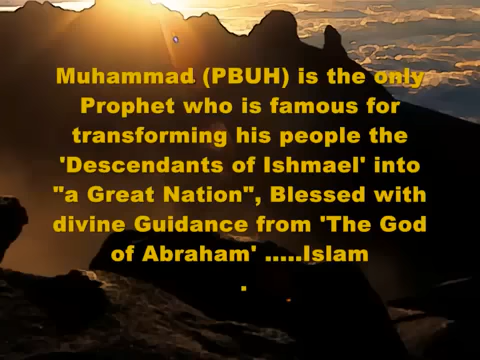 Muhammad (PBUH) is the only
Prophet who is famous for
transforming his people the
'Descendants of Ishmael' into
"a Great Nation", Blessed with
divine Guidance from 'The God
of Abraham' .....Islam
.